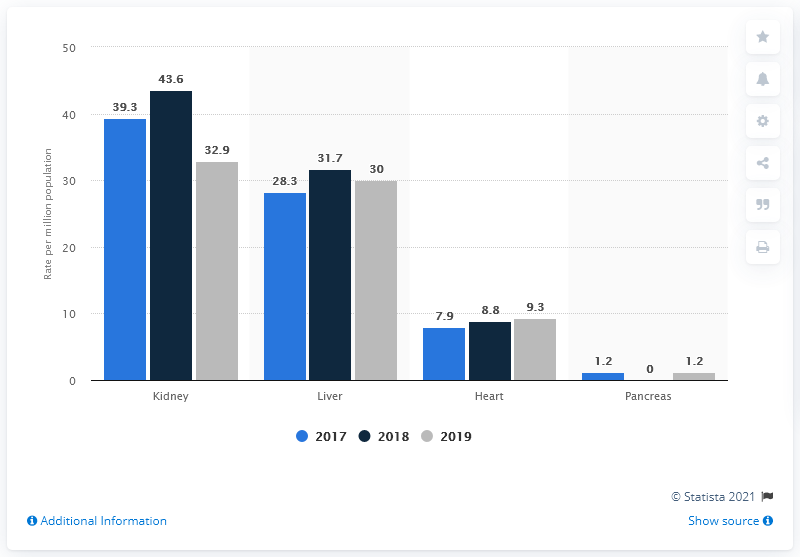 50
40
30
20
10
0
Rate per million population
39.3
43.6
32.9
28.3
31.7
30
7.9
8.8
9.3
1.2
0
1.2
Kidney
Liver
Heart
Pancreas
2017
2018
2019
© Statista 2021
Additional Information
Show source